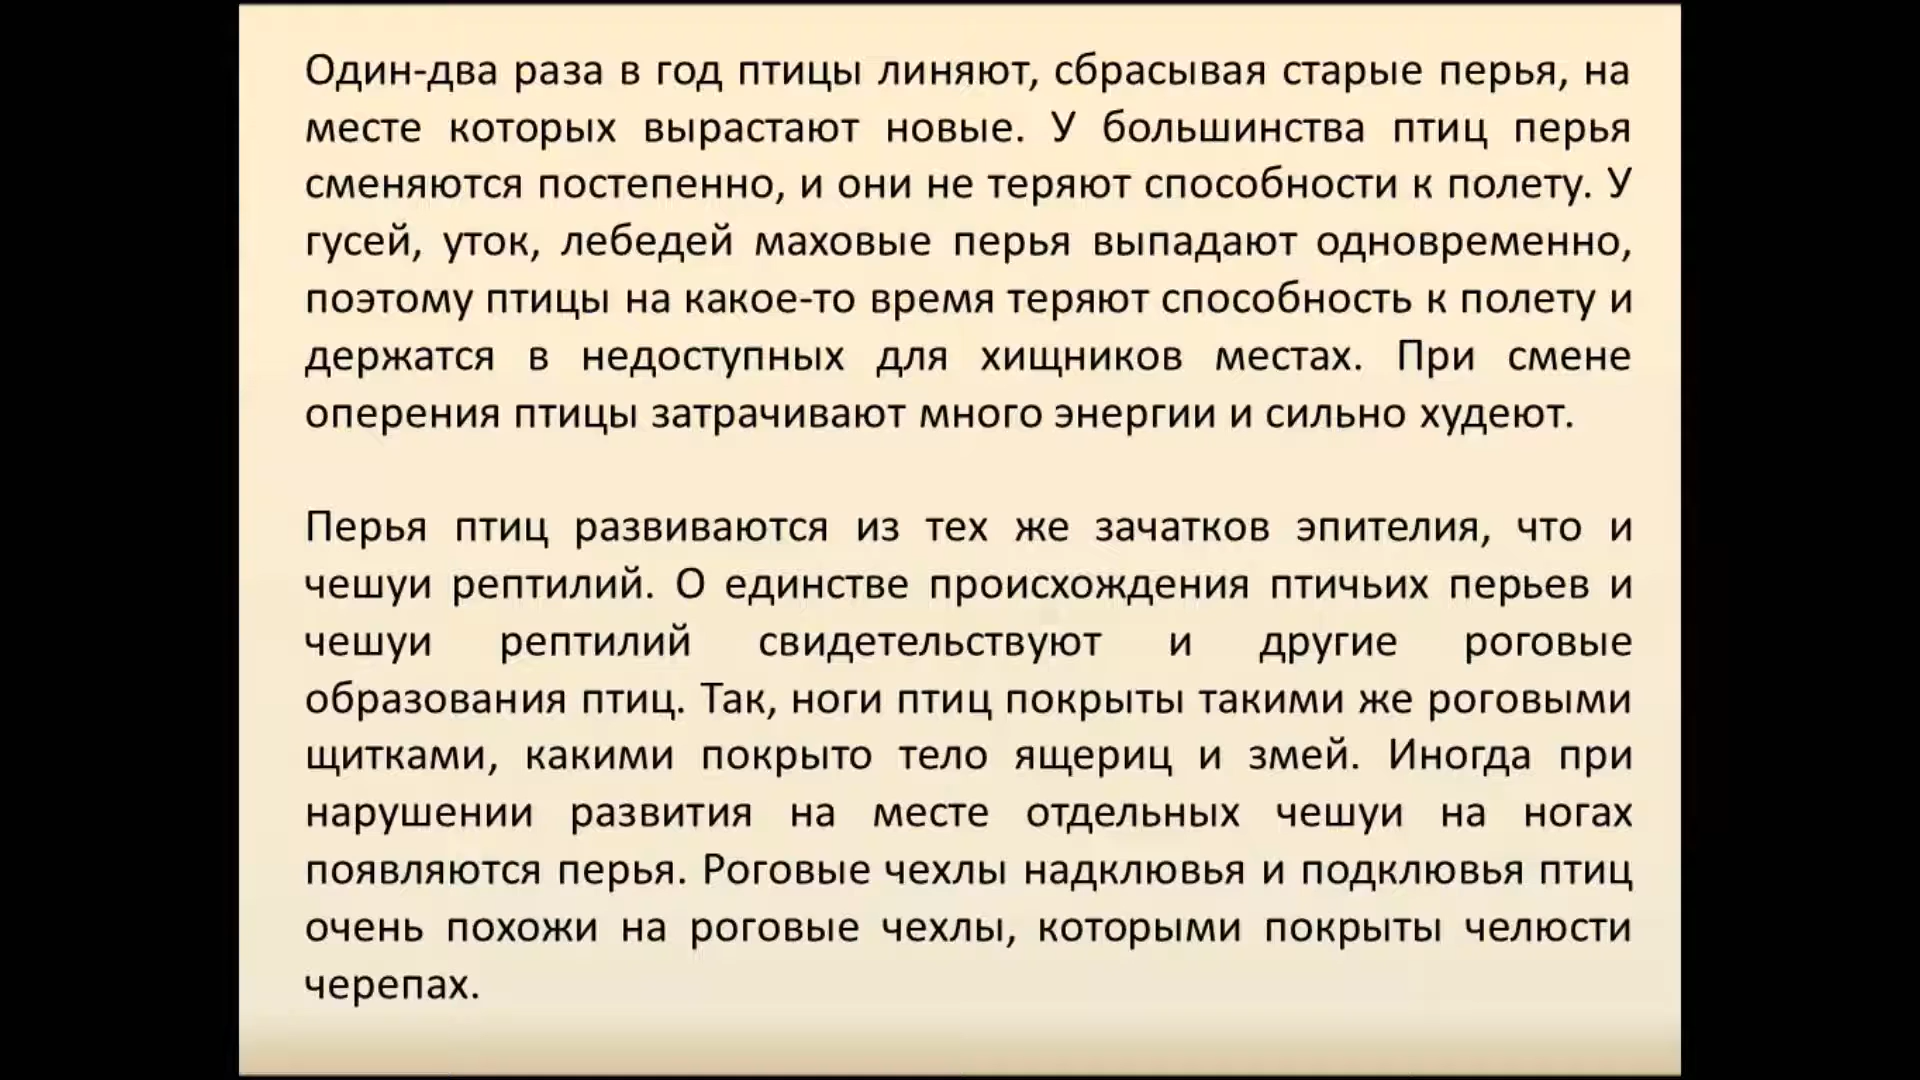 Один-два раза в год птицы линяют, сбрасывая старые перья, на
месте которых вырастают новые. У большинства птиц перья
сменяются постепенно, и они не теряют способности к полету. У
гусей, уток, лебедей маховые перья выпадают одновременно,
поэтому птицы на какое-то время теряют способность к полету и
держатся в недоступных для хищников местах. При смене
оперения птицы затрачивают много энергии и сильно худеют.
Перья птиц развиваются из тех же зачатков эпителия, что и
чешуи рептилий. О единстве происхождения птичьих перьев и
чешуи рептилий свидетельствуют и другие роговые
образования птиц. Так, ноги птиц покрыты такими же роговыми
щитками, какими покрыто тело ящериц и змей. Иногда при
нарушении развития на месте отдельных чешуи на ногах
появляются перья. Роговые чехлы надклювья и подклювья птиц
очень похожи на роговые чехлы, которыми покрыты челюсти
черепах.